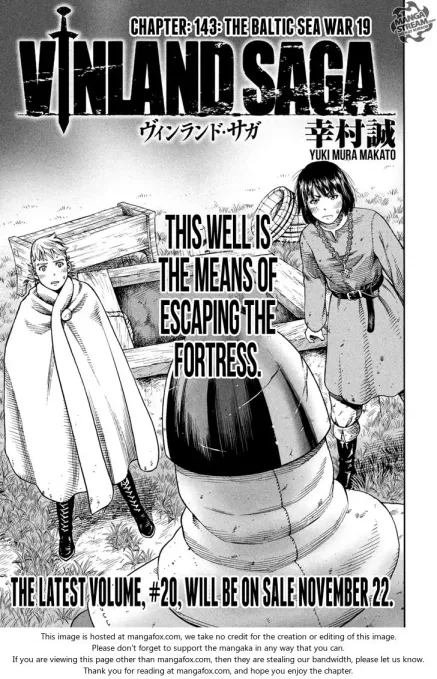 CHAPTER: 143: THE BALTIC SEA WAR 19
MANGA
STREAM
VINLAND SAGA
ヴィンランド・サガ
幸村誠
YUKI MURA MAKATO
THIS WELL IS
THE MEANS OF
ESCAPING THE
FORTRESS.
THE LATEST VOLUME, #20, WILL BE ON SALE NOVEMBER 22.
This image is hosted at mangafox.com, we take no credit for the creation or editing of this image.
Please don't forget to support the mangaka in any way that you can.
If you are viewing this page other than mangafox.com, then they are stealing our bandwidth, please let us know.
Thank you for reading at mangafox.com, and hope you enjoy the chapter.